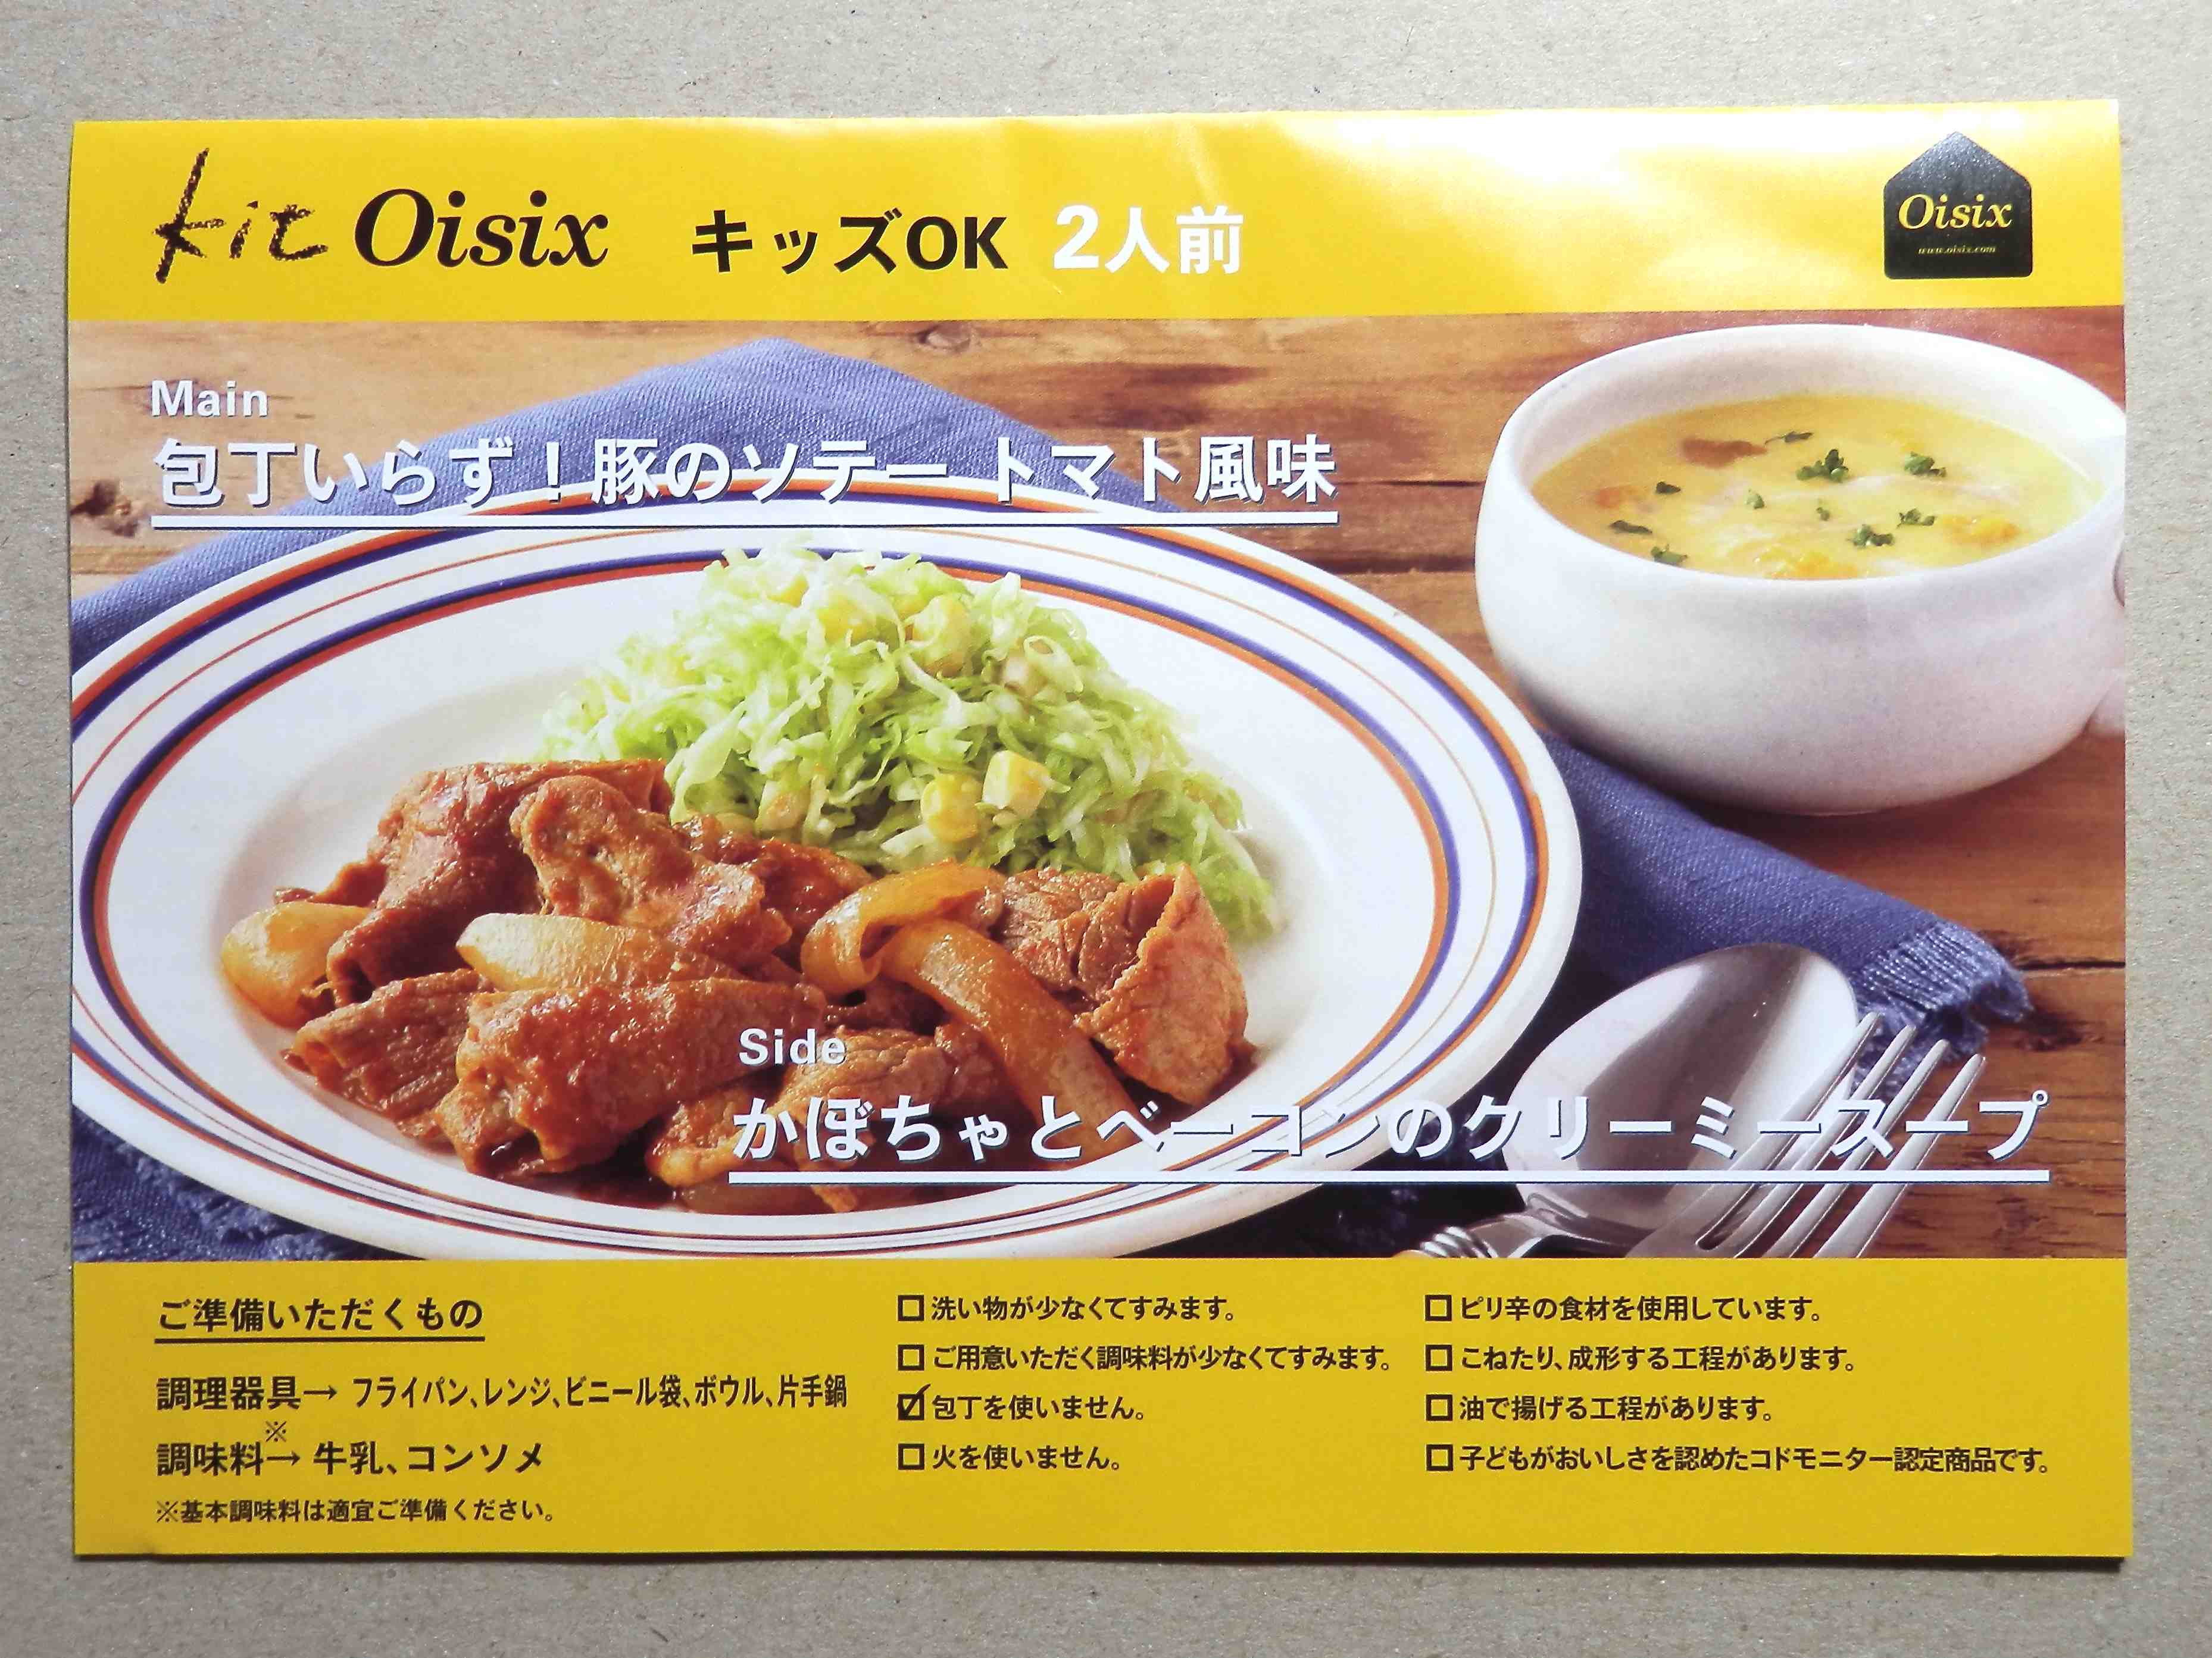 kit Oisix キッズOK 2人前
Oisix
www.oisix.com
Main
包丁いらず！豚のソテー トマト風味
Side
かぼちゃとベーコンのクリーミースープ
ご準備いただくもの
調理器具→ フライパン、レンジ、ビニール袋、ボウル、片手鍋
※
調味料→ 牛乳、コンソメ
※基本調味料は適宜ご準備ください。
□洗い物が少なくてすみます。
□ご用意いただく調味料が少なくてすみます。
☑包丁を使いません。
□火を使いません。
□ピリ辛の食材を使用しています。
□こねたり、成形する工程があります。
□油で揚げる工程があります。
□子どもがおいしさを認めたコドモニター認定商品です。